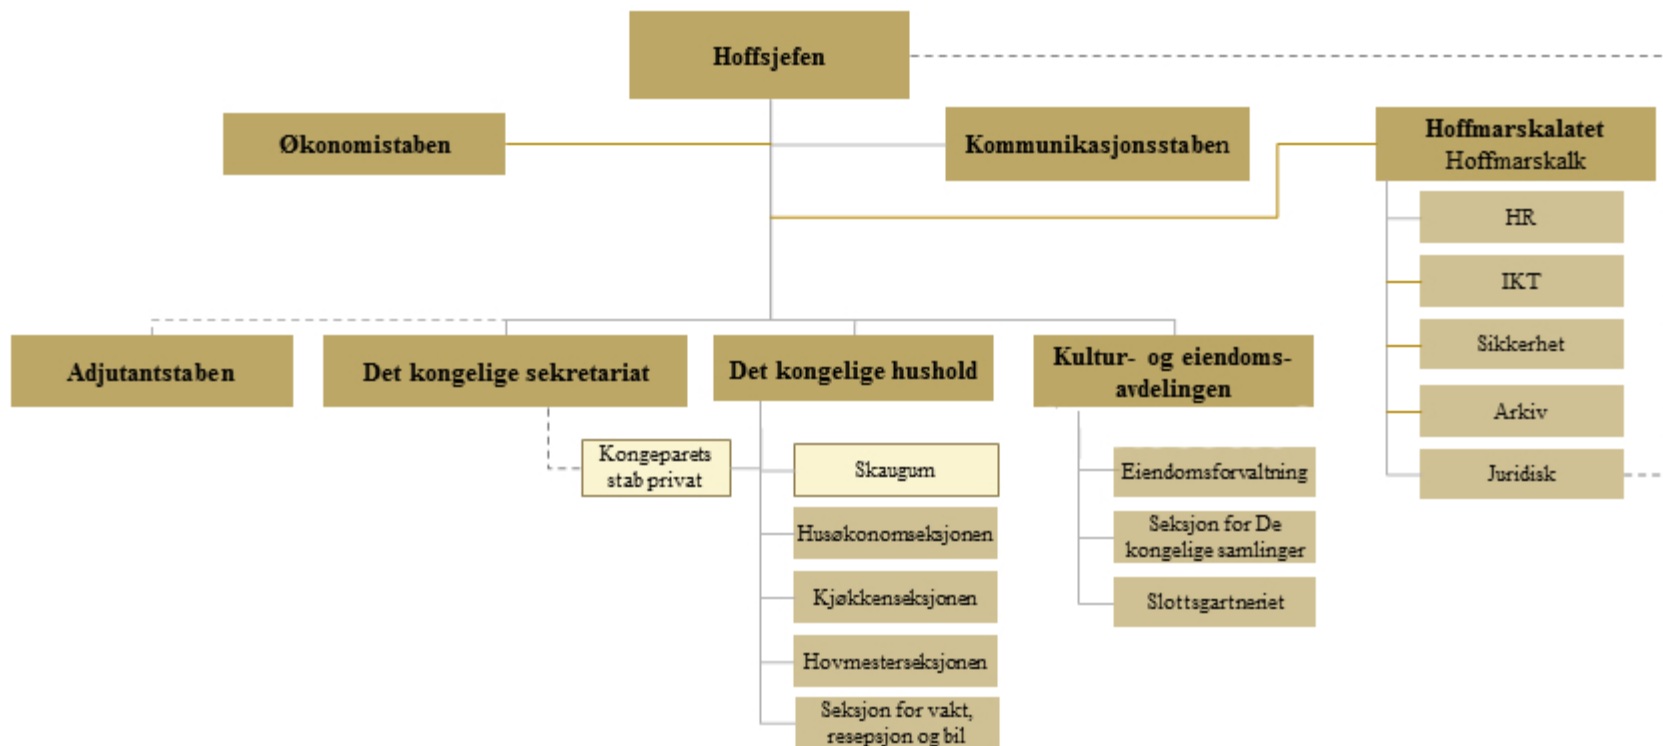 Hoffsjefen
Økonomistaben
Kommunikasjonsstaben
Hoffmarskalatet
Hoffmarskalk
HR
IKT
Sikkerhet
Arkiv
Juridisk
Adjutantstaben
Det kongelige sekretariat
Det kongelige hushold
Kultur- og eiendoms-
avdelingen
Kongeparets
stab privat
Skaugum
Husøkonomseksjonen
Kjøkkenseksjonen
Hovmesterseksjonen
Seksjon for vakt,
resepsjon og bil
Eiendomsforvaltning
Seksjon for De
kongelige samlinger
Slottsgartneriet